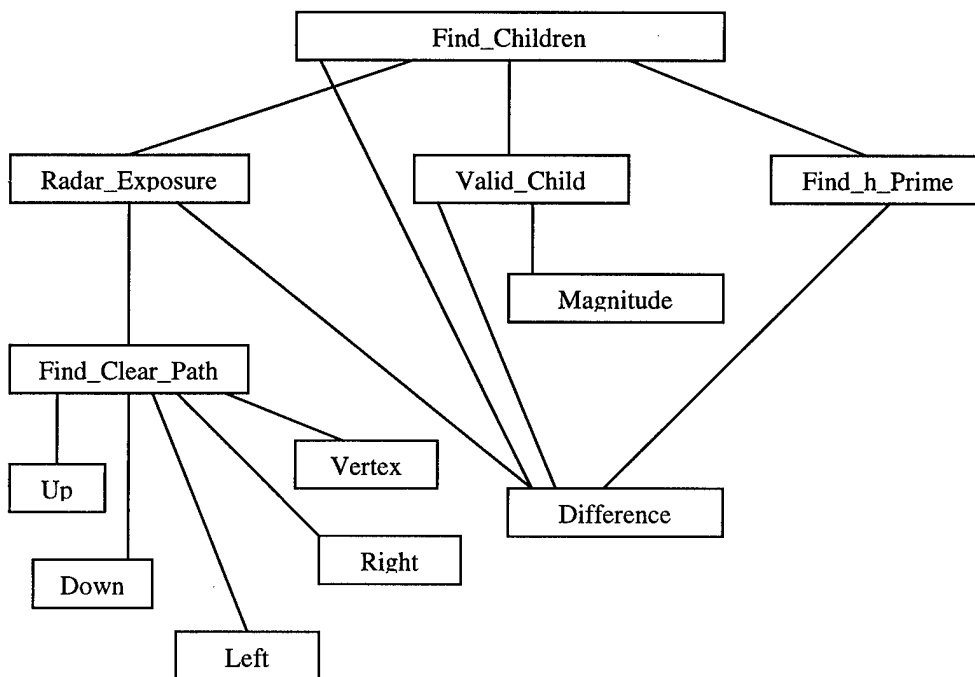 Find_Children
Radar_Exposure
Valid_Child
Find_h_Prime
Magnitude
Find_Clear_Path
Vertex
Up
Difference
Right
Down
Left